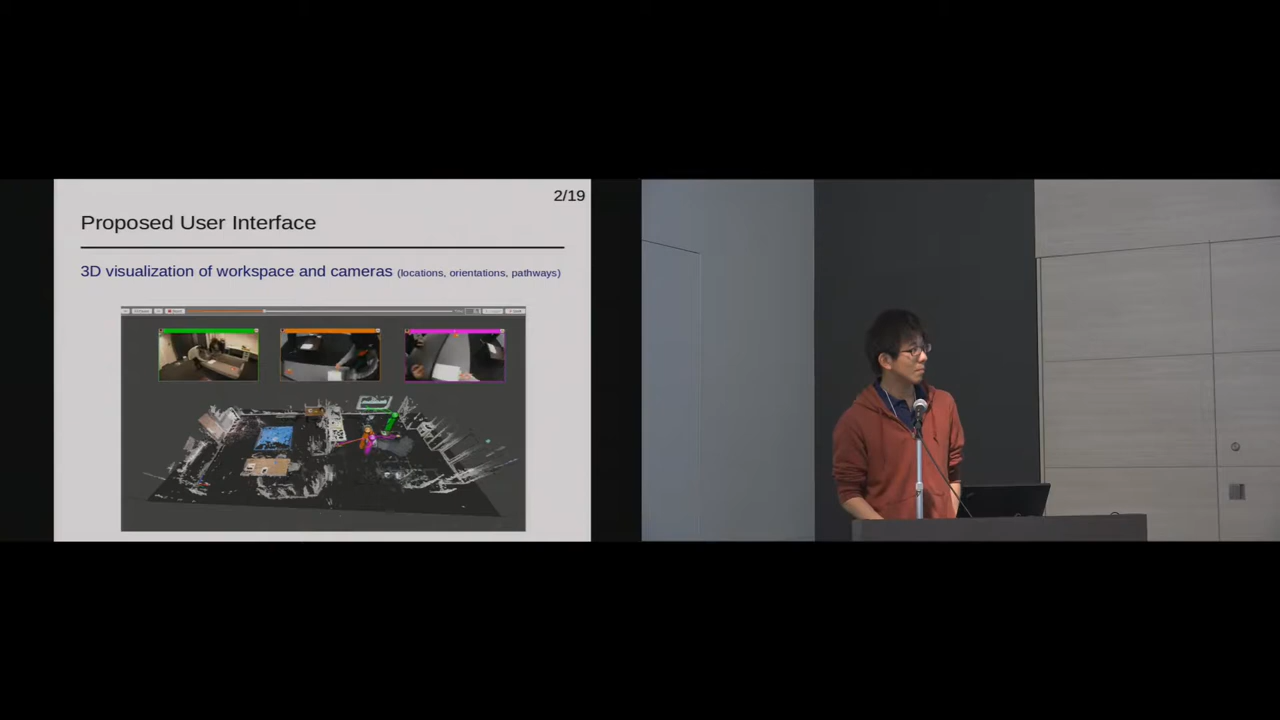 2/19
Proposed User Interface
3D visualization of workspace and cameras (locations, orientations, pathways)